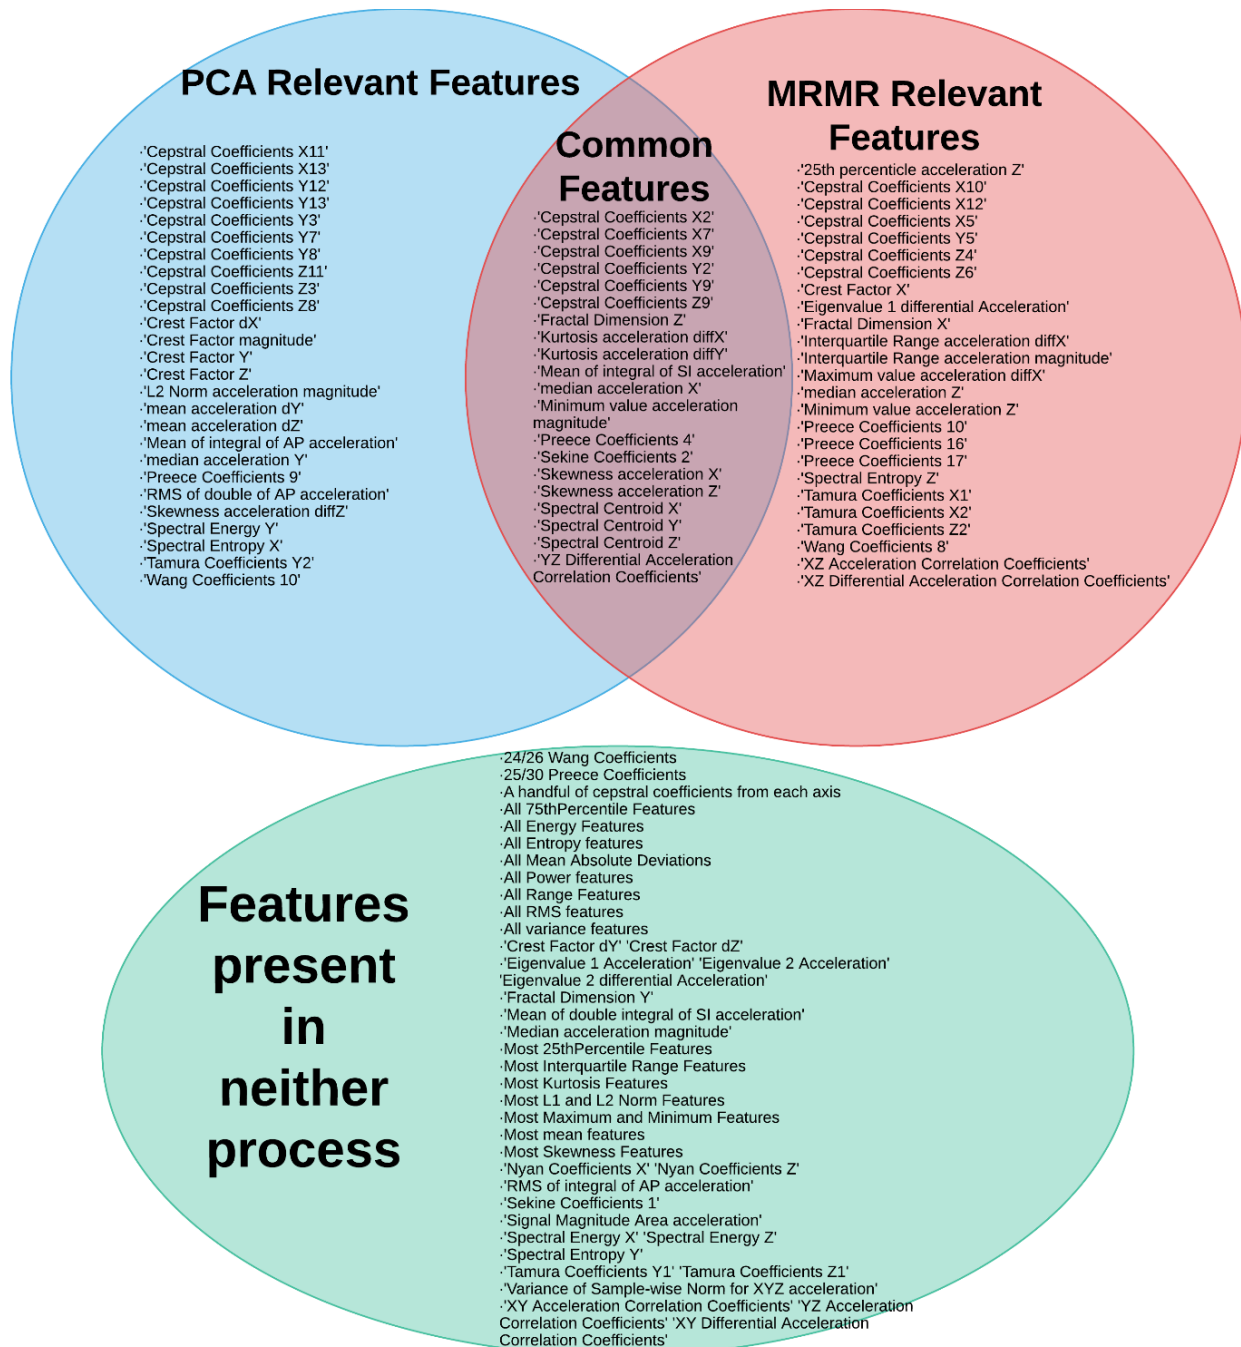 PCA Relevant Features
·'Cepstral Coefficients X11'
·'Cepstral Coefficients X13'
·'Cepstral Coefficients Y12'
·'Cepstral Coefficients Y13'
·'Cepstral Coefficients Y3'
·'Cepstral Coefficients Y7'
·'Cepstral Coefficients Y8'
·'Cepstral Coefficients Z11'
·'Cepstral Coefficients Z3'
·'Cepstral Coefficients Z8'
·'Crest Factor dX'
·'Crest Factor magnitude'
·'Crest Factor Y'
·'Crest Factor Z'
·'L2 Norm acceleration magnitude'
·'mean acceleration dY'
·'mean acceleration dZ'
·'Mean of integral of AP acceleration'
·'median acceleration Y'
·'Preece Coefficients 9'
·'RMS of double of AP acceleration'
·'Skewness acceleration diffZ'
·'Spectral Energy Y'
·'Spectral Entropy X'
·'Tamura Coefficients Y2'
·'Wang Coefficients 10'
Common
Features
·'Cepstral Coefficients X2'
·'Cepstral Coefficients X7'
·'Cepstral Coefficients X9'
·'Cepstral Coefficients Y2'
·'Cepstral Coefficients Y9'
·'Cepstral Coefficients Z9'
·'Fractal Dimension Z'
·'Kurtosis acceleration diffX'
·'Kurtosis acceleration diffY'
·'Mean of integral of SI acceleration'
·'median acceleration X'
·'Minimum value acceleration
magnitude'
·'Preece Coefficients 4'
·'Sekine Coefficients 2'
·'Skewness acceleration X'
·'Skewness acceleration Z'
·'Spectral Centroid X'
·'Spectral Centroid Y'
·'Spectral Centroid Z'
·'YZ Differential Acceleration
Correlation Coefficients'
MRMR Relevant
Features
·'25th percenticle acceleration Z'
·'Cepstral Coefficients X10'
·'Cepstral Coefficients X12'
·'Cepstral Coefficients X5'
·'Cepstral Coefficients Y5'
·'Cepstral Coefficients Z4'
·'Cepstral Coefficients Z6'
·'Crest Factor X'
·'Eigenvalue 1 differential Acceleration'
·'Fractal Dimension X'
·'Interquartile Range acceleration diffX'
·'Interquartile Range acceleration magnitude'
·'Maximum value acceleration diffX'
·'median acceleration Z'
·'Minimum value acceleration Z'
·'Preece Coefficients 10'
·'Preece Coefficients 16'
·'Preece Coefficients 17'
·'Spectral Entropy Z'
·'Tamura Coefficients X1'
·'Tamura Coefficients X2'
·'Tamura Coefficients Z2'
·'Wang Coefficients 8'
·'XZ Acceleration Correlation Coefficients'
·'XZ Differential Acceleration Correlation Coefficients'
Features
present
in
neither
process
·24/26 Wang Coefficients
·25/30 Preece Coefficients
·A handful of cepstral coefficients from each axis
·All 75thPercentile Features
·All Energy Features
·All Entropy features
·All Mean Absolute Deviations
·All Power features
·All Range Features
·All RMS features
·All variance features
·'Crest Factor dY' 'Crest Factor dZ'
·'Eigenvalue 1 Acceleration' 'Eigenvalue 2 Acceleration'
'Eigenvalue 2 differential Acceleration'
·'Fractal Dimension Y'
·'Mean of double integral of SI acceleration'
·'Median acceleration magnitude'
·Most 25thPercentile Features
·Most Interquartile Range Features
·Most Kurtosis Features
·Most L1 and L2 Norm Features
·Most Maximum and Minimum Features
·Most mean features
·Most Skewness Features
·'Nyan Coefficients X' 'Nyan Coefficients Z'
·'RMS of integral of AP acceleration'
·'Sekine Coefficients 1'
·'Signal Magnitude Area acceleration'
·'Spectral Energy X' 'Spectral Energy Z'
·'Spectral Entropy Y'
·'Tamura Coefficients Y1' 'Tamura Coefficients Z1'
·'Variance of Sample-wise Norm for XYZ acceleration'
·'XY Acceleration Correlation Coefficients' 'YZ Acceleration
Correlation Coefficients' 'XY Differential Acceleration
Correlation Coefficients'